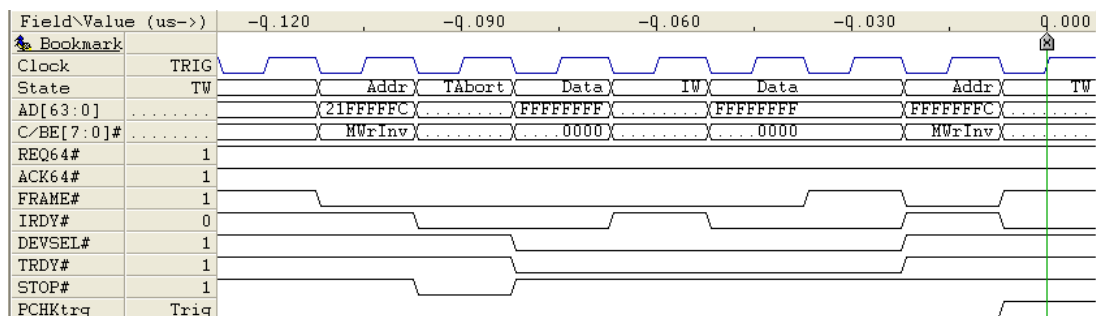 Field\Value (us->) -0.120 -0.090 -0.060 -0.030 0.000
Bookmark
Clock TRIG
State TW Addr TAbort Data IW Data Addr TW
AD[63:0] ........ 21FFFFFC ........ FFFFFFFF ........ FFFFFFFF FFFFFFFC ........
C/BE[7:0]# ........ MWrInv ........ ....0000 ........ ....0000 MWrInv ........
REQ64# 1
ACK64# 1
FRAME# 1
IRDY# 0
DEVSEL# 1
TRDY# 1
STOP# 1
PCHKtrg Trig